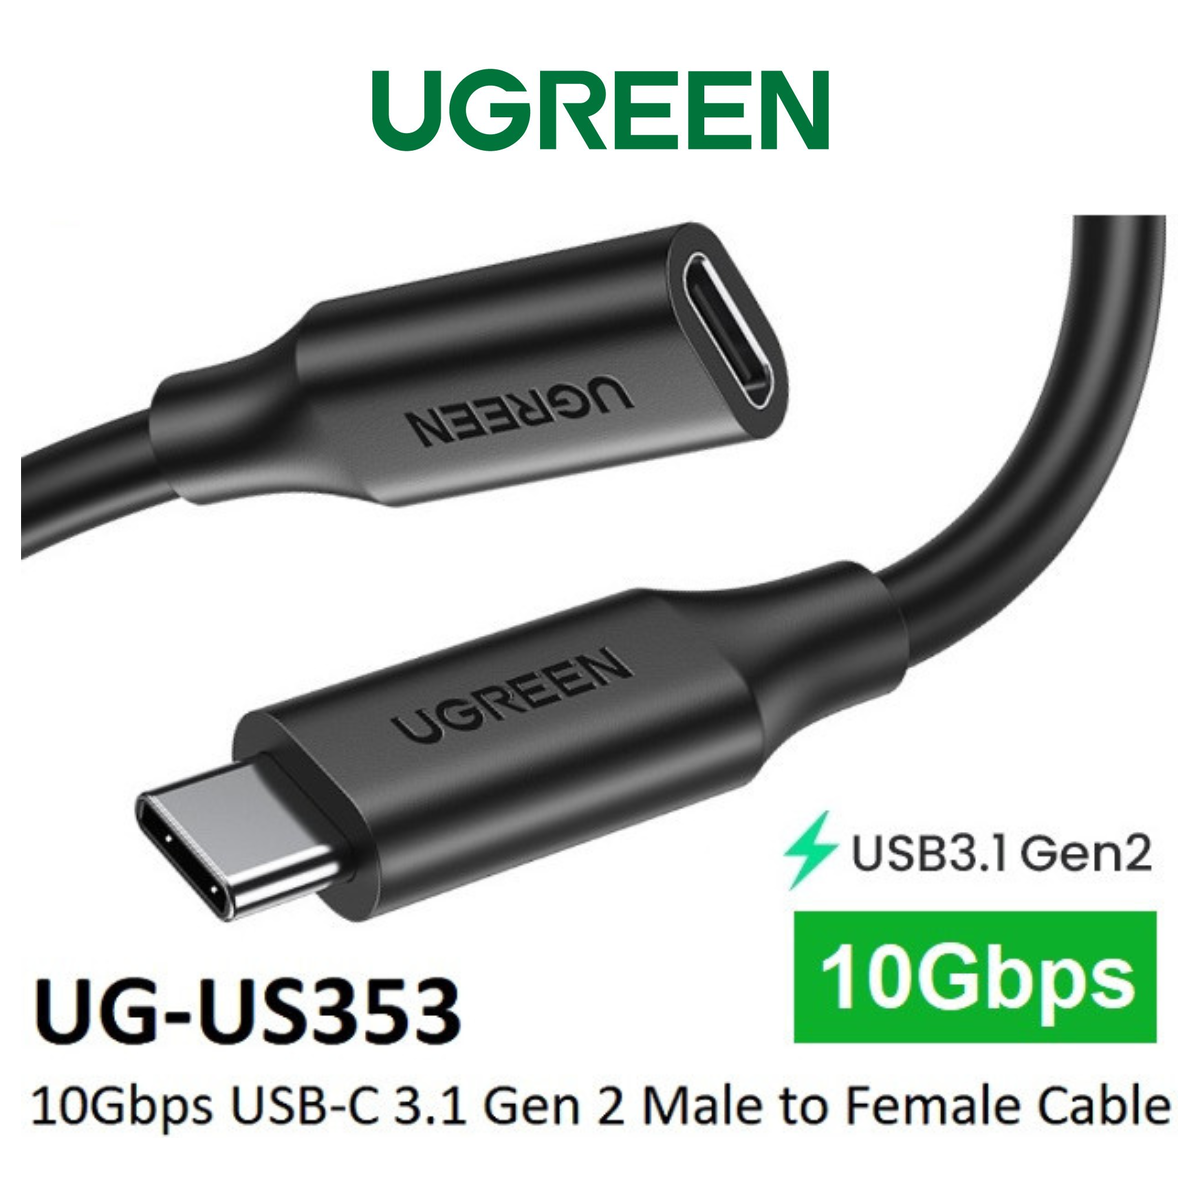 UGREEN
UGREEN
UGREEN
USB3.1 Gen2
10Gbps
UG-US353
10Gbps USB-C 3.1 Gen 2 Male to Female Cable